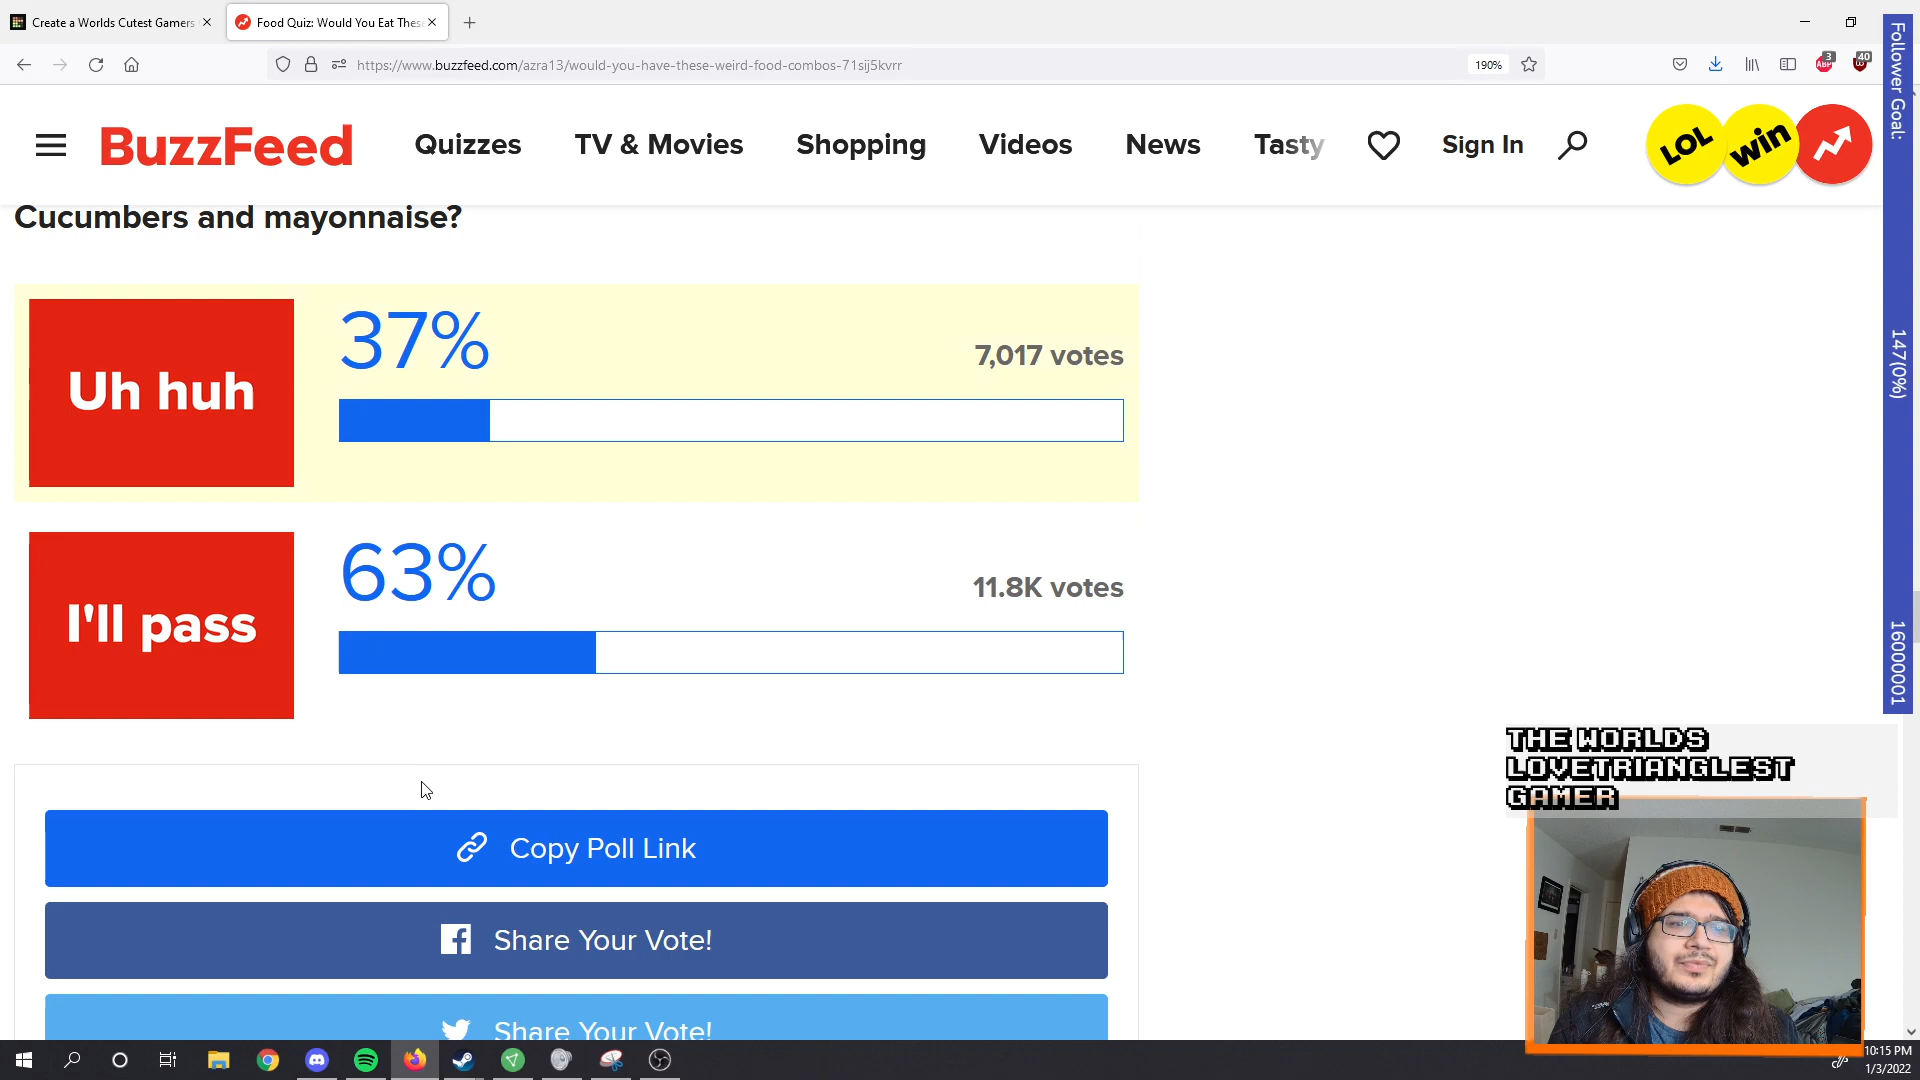 Create a Worlds Cutest Gamers
Food Quiz: Would You Eat Thes
https://www.buzzfeed.com/azra13/would-you-have-these-weird-food-combos-71sij5kvrr
190%
3
ABP
40
BuzzFeed
Quizzes
TV & Movies
Shopping
Videos
News
Tasty
Sign In
LOL
win
Follower Goal:
147(0%)
16000001
Cucumbers and mayonnaise?
Uh huh
37%
7,017 votes
I'll pass
63%
11.8K votes
Copy Poll Link
Share Your Vote!
Share Your Vote!
THE WORLDS
LOVETRIANGLEST
GAMER
10:15 PM
1/3/2022